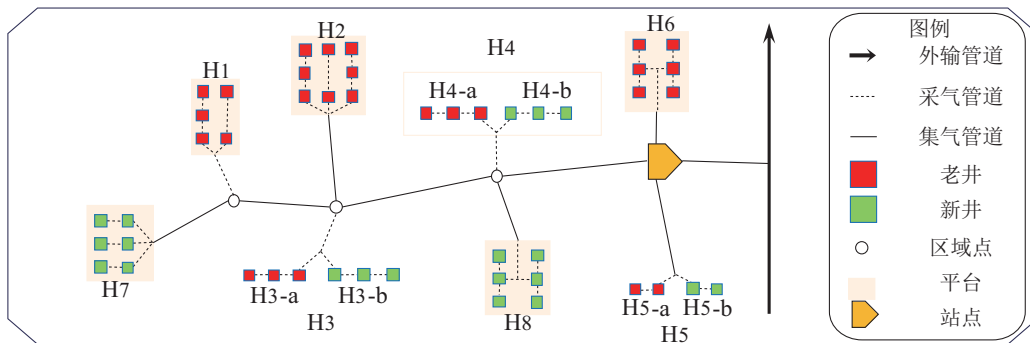 H1
H2
H4
H4-a
H4-b
H6
H7
H3-a
H3-b
H3
H8
H5-a
H5-b
H5
图例
外输管道
采气管道
集气管道
老井
新井
区域点
平台
站点